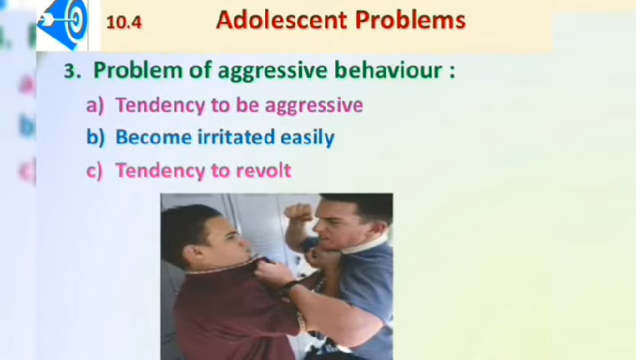 10.4 Adolescent Problems
3. Problem of aggressive behaviour :
a) Tendency to be aggressive
b) Become irritated easily
c) Tendency to revolt